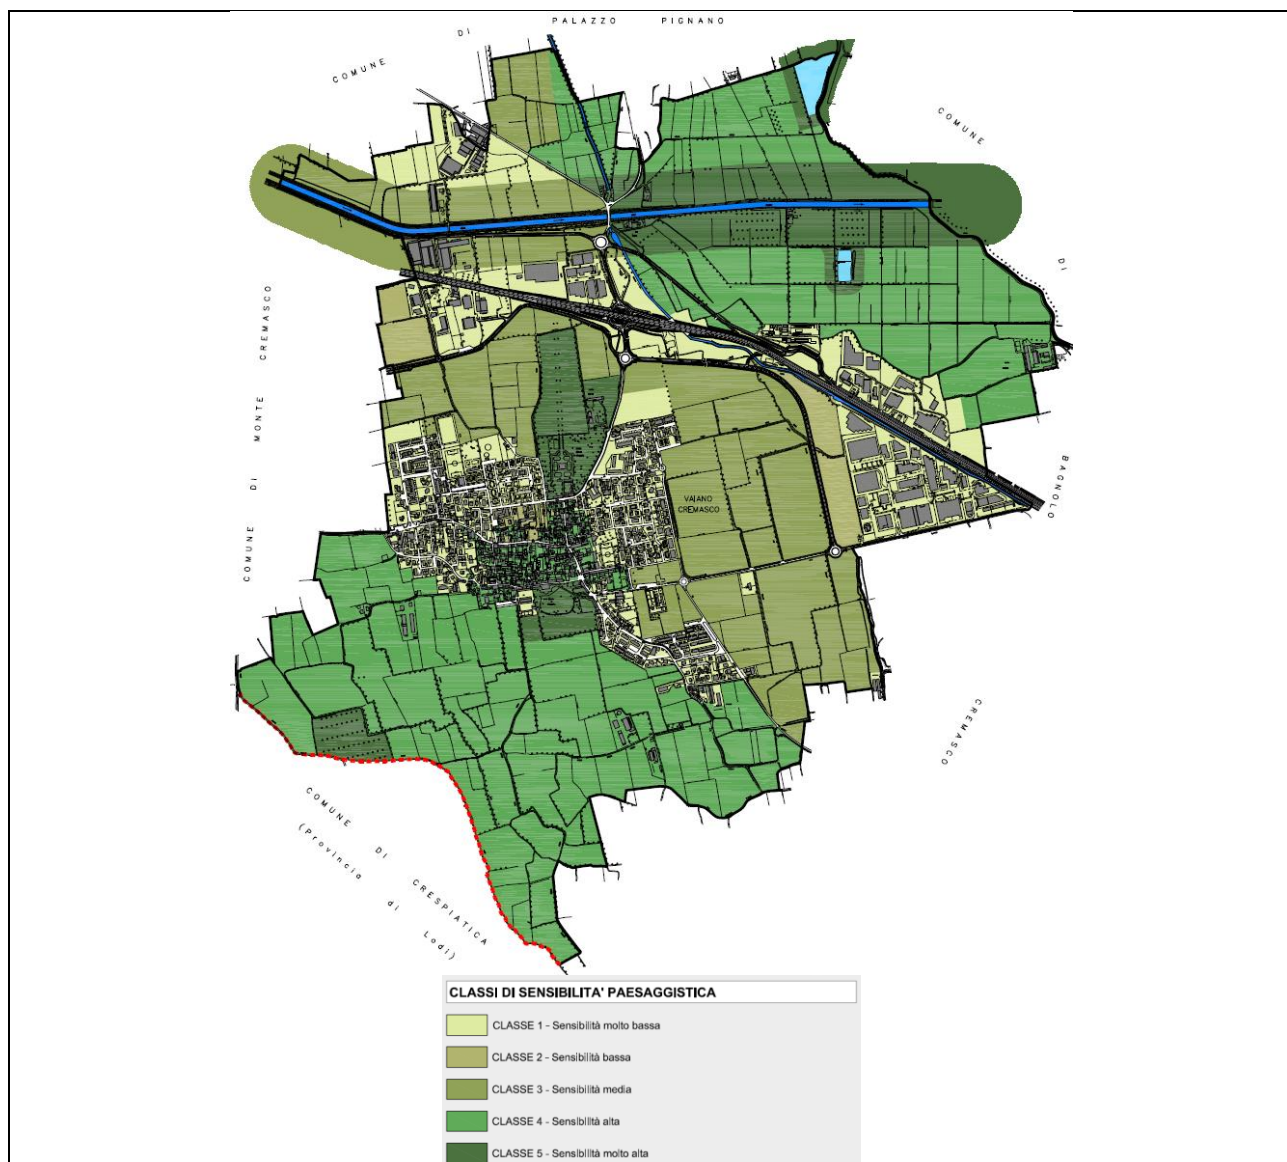 PALAZZO PIGNANO
DI
COMUNE
COMUNE
DI
BAGNOLO
CREMASCO
COMUNE DI MONTE CREMASCO
VAIANO
CREMASCO
COMUNE DI CRESPIATICA
(Provincia di Lodi)
CLASSI DI SENSIBILITA' PAESAGGISTICA
CLASSE 1 - Sensibilità molto bassa
CLASSE 2 - Sensibilità bassa
CLASSE 3 - Sensibilità media
CLASSE 4 - Sensibilità alta
CLASSE 5 - Sensibilità molto alta